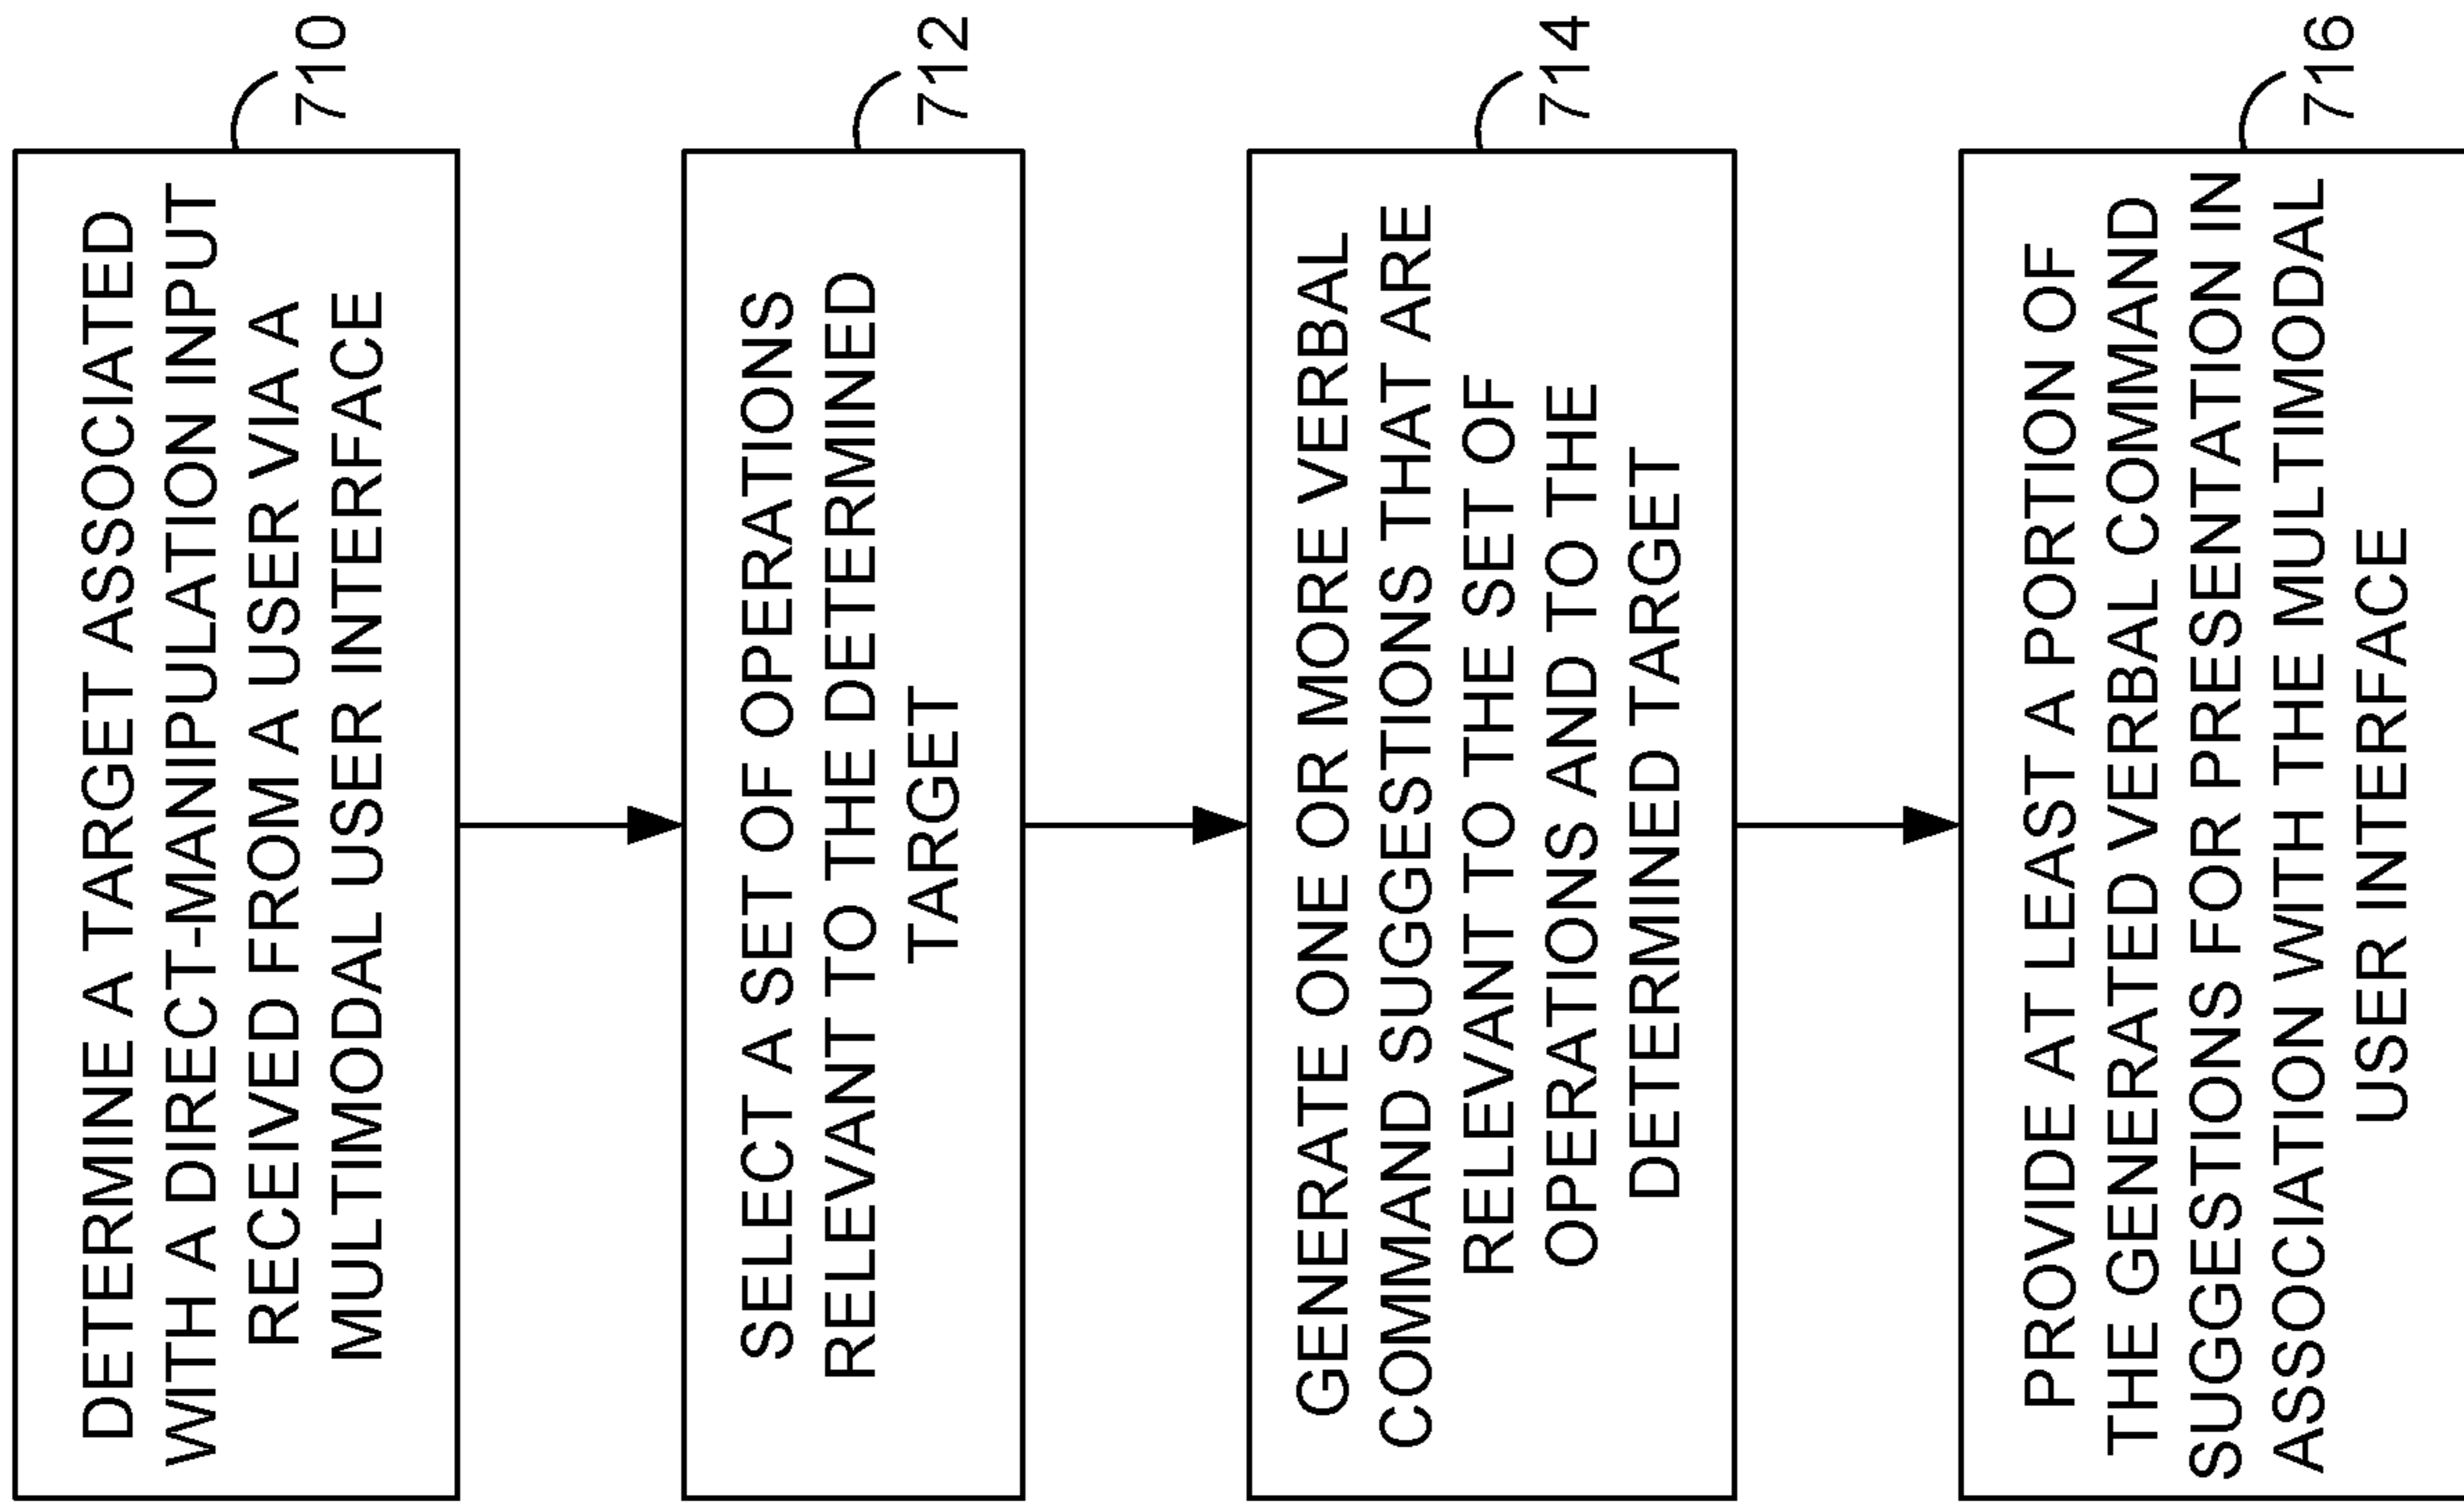 DETERMINE A TARGET ASSOCIATED
WITH A DIRECT-MANIPULATION INPUT
RECEIVED FROM A USER VIA A
MULTIMODAL USER INTERFACE
710
SELECT A SET OF OPERATIONS
RELEVANT TO THE DETERMINED
TARGET
712
GENERATE ONE OR MORE VERBAL
COMMAND SUGGESTIONS THAT ARE
RELEVANT TO THE SET OF
OPERATIONS AND TO THE
DETERMINED TARGET
714
PROVIDE AT LEAST A PORTION OF
THE GENERATED VERBAL COMMAND
SUGGESTIONS FOR PRESENTATION IN
ASSOCIATION WITH THE MULTIMODAL
USER INTERFACE
716